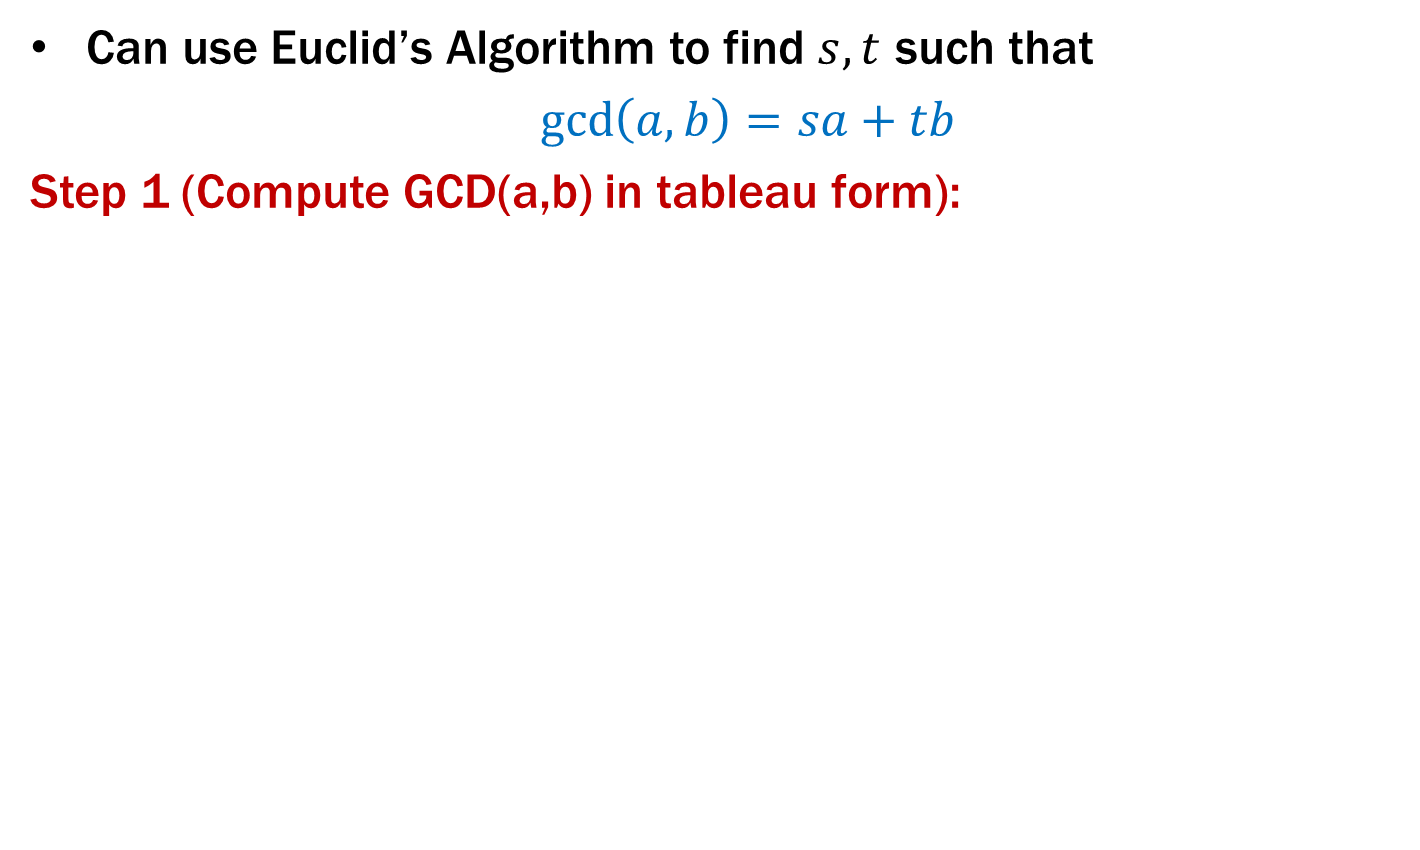 • Can use Euclid’s Algorithm to find s, t such that
gcd(a, b) = sa + tb
Step 1 (Compute GCD(a,b) in tableau form):